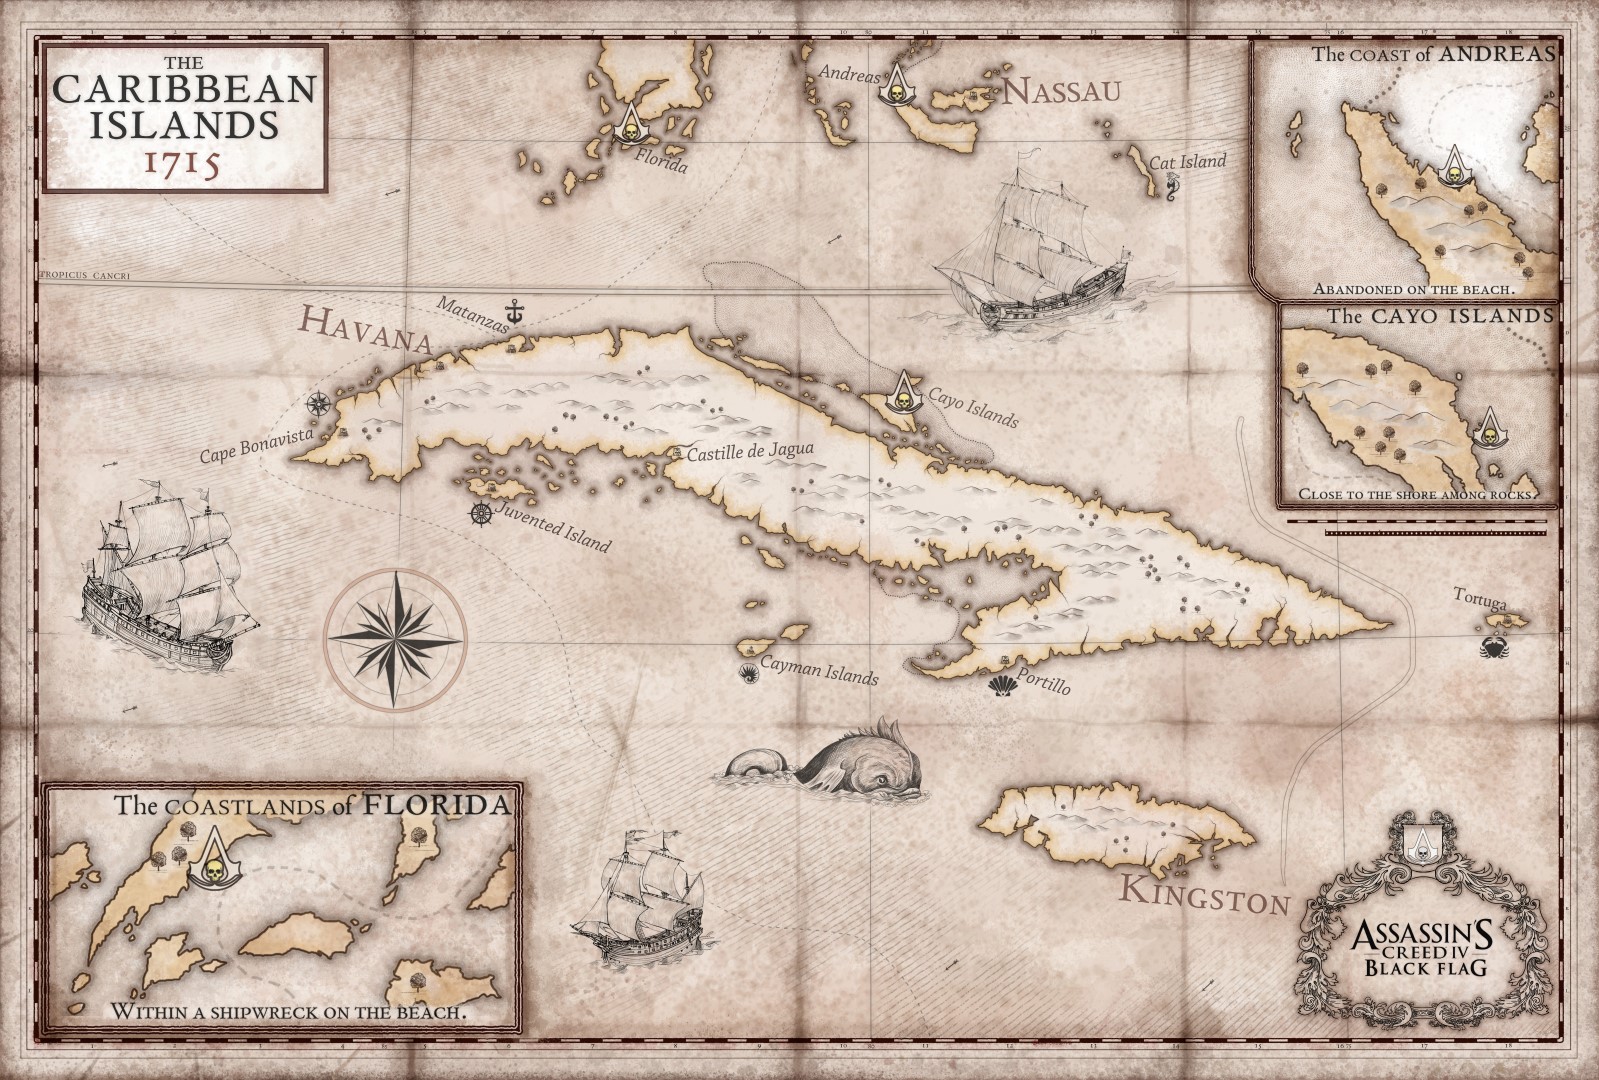 THE
CARIBBEAN
ISLANDS
1715
Florida
Andreas
NASSAU
Cat Island
The COAST of ANDREAS
ABANDONED ON THE BEACH.
The CAYO ISLANDS
CLOSE TO THE SHORE AMONG ROCKS.
TROPICUS CANCRI
HAVANA
Matanzas
Cape Bonavista
Cayo Islands
Castille de Jagua
Juvented Island
Tortuga
Cayman Islands
Portillo
KINGSTON
The COASTLANDS of FLORIDA
WITHIN A SHIPWRECK ON THE BEACH.
ASSASSIN'S
CREED IV
BLACK FLAG